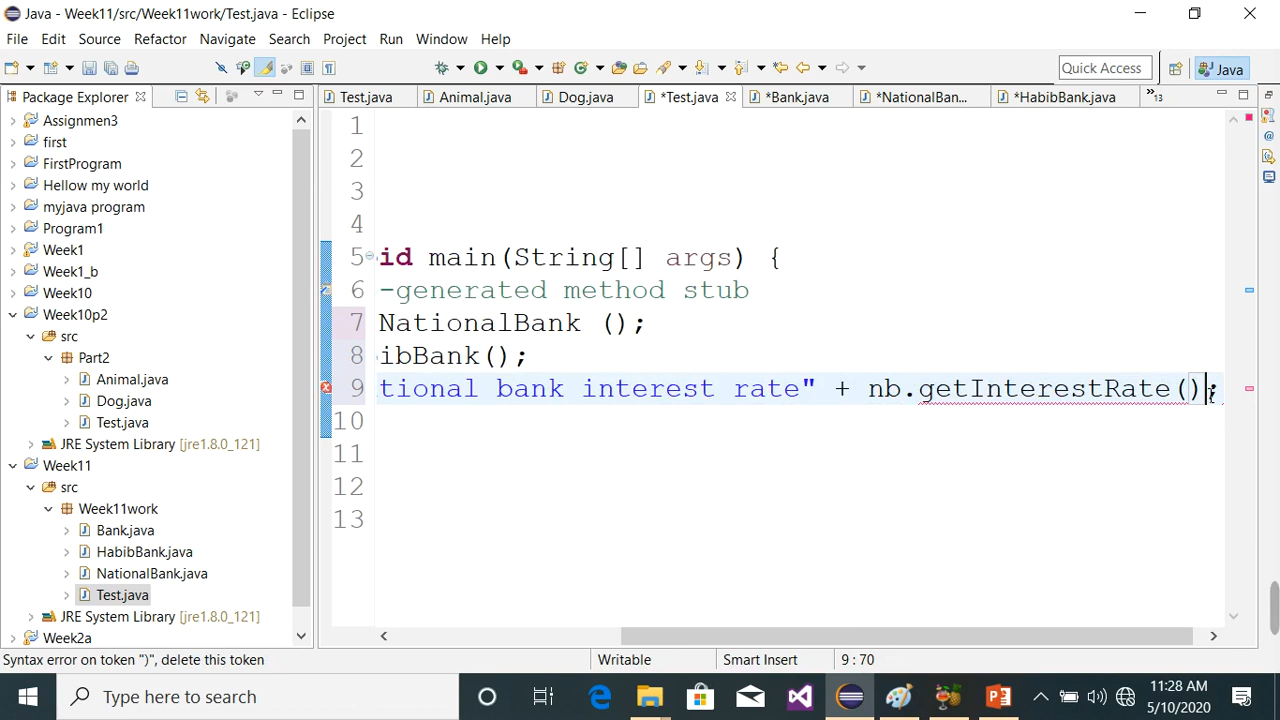 Java - Week11/src/Week11work/Test.java - Eclipse
File Edit Source Refactor Navigate Search Project Run Window Help
Quick Access
Java
Package Explorer
Test.java
Animal.java
Dog.java
*Test.java
*Bank.java
*NationalBan...
*HabibBank.java
»13
Assignmen3
first
FirstProgram
Hellow my world
myjava program
Program1
Week1
Week1_b
Week10
Week10p2
src
Part2
Animal.java
Dog.java
Test.java
JRE System Library [jre1.8.0_121]
Week11
src
Week11work
Bank.java
HabibBank.java
NationalBank.java
Test.java
JRE System Library [jre1.8.0_121]
Week2a
1
2
3
4
5 id main(String[] args) {
6 -generated method stub
7 NationalBank ();
8 ibBank();
9 tional bank interest rate" + nb.getInterestRate();
10
11
12
13
Syntax error on token ")", delete this token
Writable
Smart Insert
9 : 70
Type here to search
11:28 AM
5/10/2020